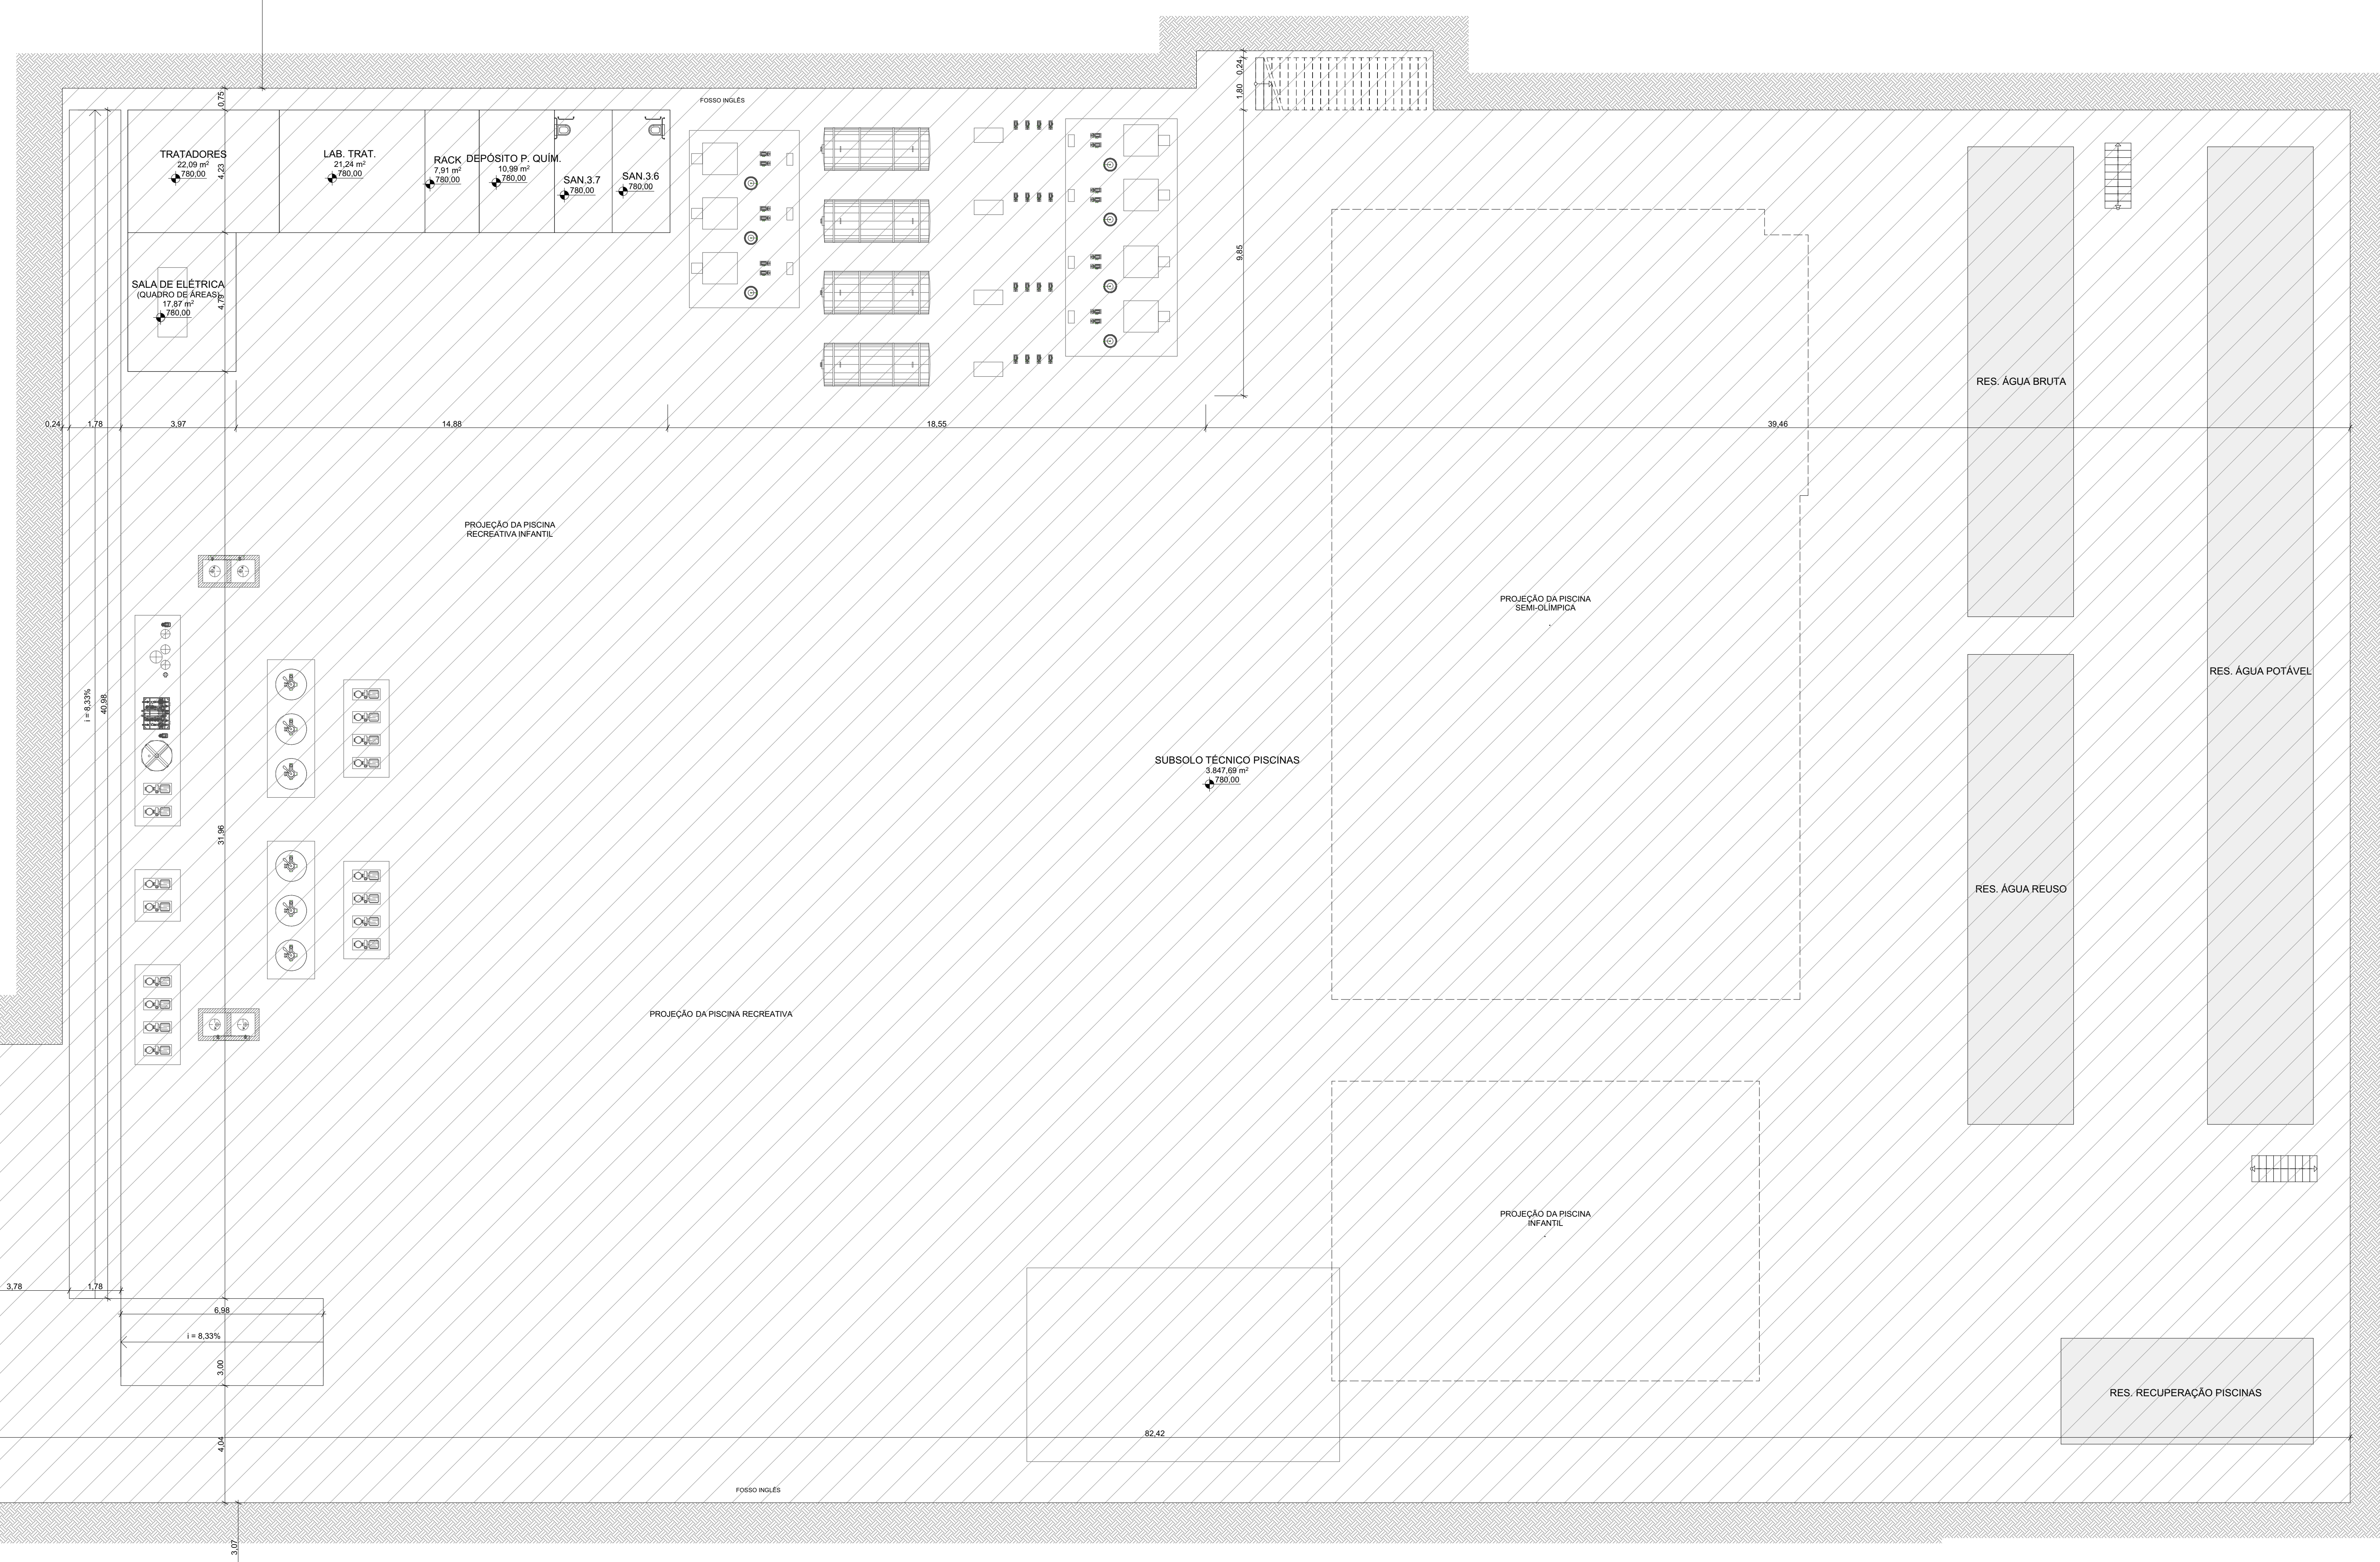 0,24
1,80
0,75
FOSSO INGLÊS
TRATADORES
22,09 m²
780,00
4,23
LAB. TRAT.
21,24 m²
780,00
RACK
7,91 m²
780,00
DEPÓSITO P. QUÍM.
10,99 m²
780,00
SAN.3.7
780,00
SAN.3.6
780,00
9,85
SALA DE ELÉTRICA
(QUADRO DE ÁREAS)
17,87 m²
780,00
4,79
RES. ÁGUA BRUTA
0,24
1,78
3,97
14,88
18,55
39,46
PROJEÇÃO DA PISCINA
RECREATIVA INFANTIL
PROJEÇÃO DA PISCINA
SEMI-OLÍMPICA
RES. ÁGUA POTÁVEL
i = 8,33%
40,98
SUBSOLO TÉCNICO PISCINAS
3.847,69 m²
780,00
31,96
RES. ÁGUA REUSO
PROJEÇÃO DA PISCINA RECREATIVA
PROJEÇÃO DA PISCINA
INFANTIL
3,78
1,78
6,98
i = 8,33%
3,00
RES. RECUPERAÇÃO PISCINAS
82,42
4,04
FOSSO INGLÊS
3,07